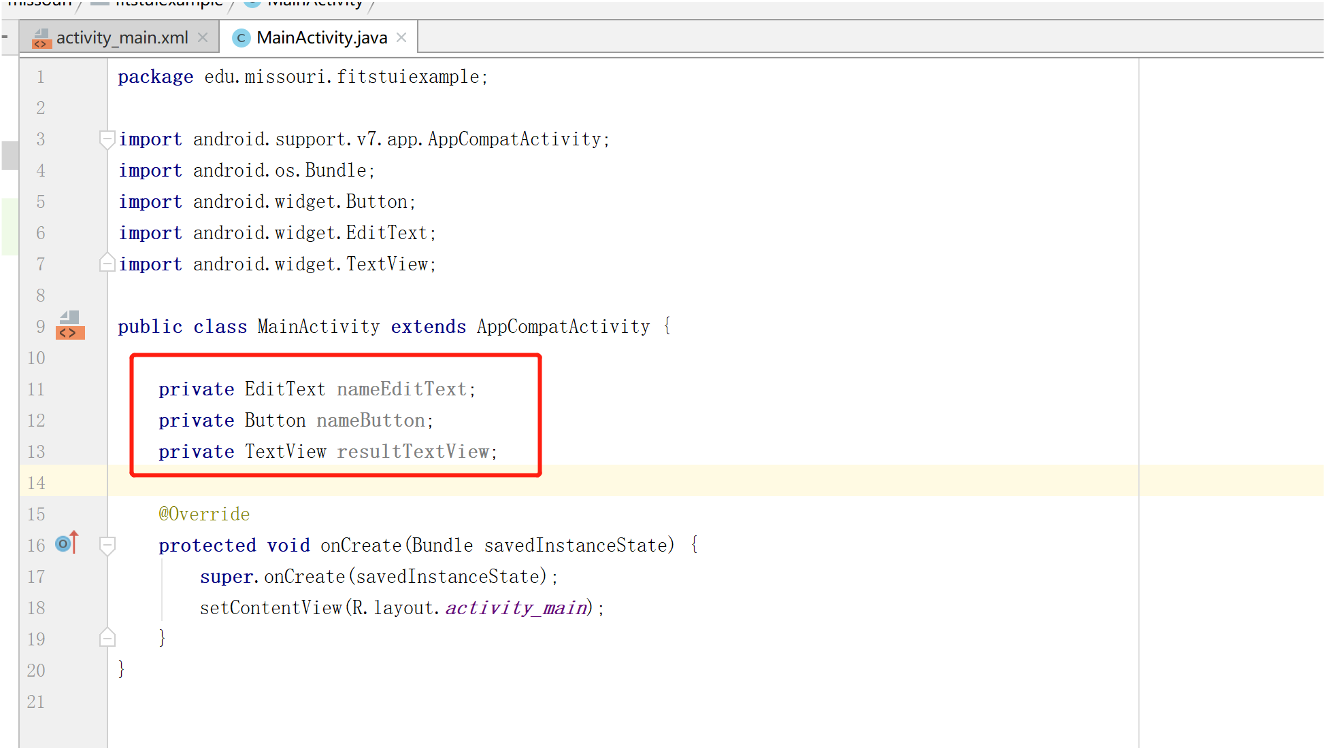 missouri / fitstuiexample / MainActivity /
activity_main.xml × C MainActivity.java ×
1 package edu.missouri.fitstuiexample;
2
3 import android.support.v7.app.AppCompatActivity;
4 import android.os.Bundle;
5 import android.widget.Button;
6 import android.widget.EditText;
7 import android.widget.TextView;
8
9 <> public class MainActivity extends AppCompatActivity {
10
11 private EditText nameEditText;
12 private Button nameButton;
13 private TextView resultTextView;
14
15 @Override
16 protected void onCreate(Bundle savedInstanceState) {
17 super.onCreate(savedInstanceState);
18 setContentView(R.layout.activity_main);
19 }
20 }
21